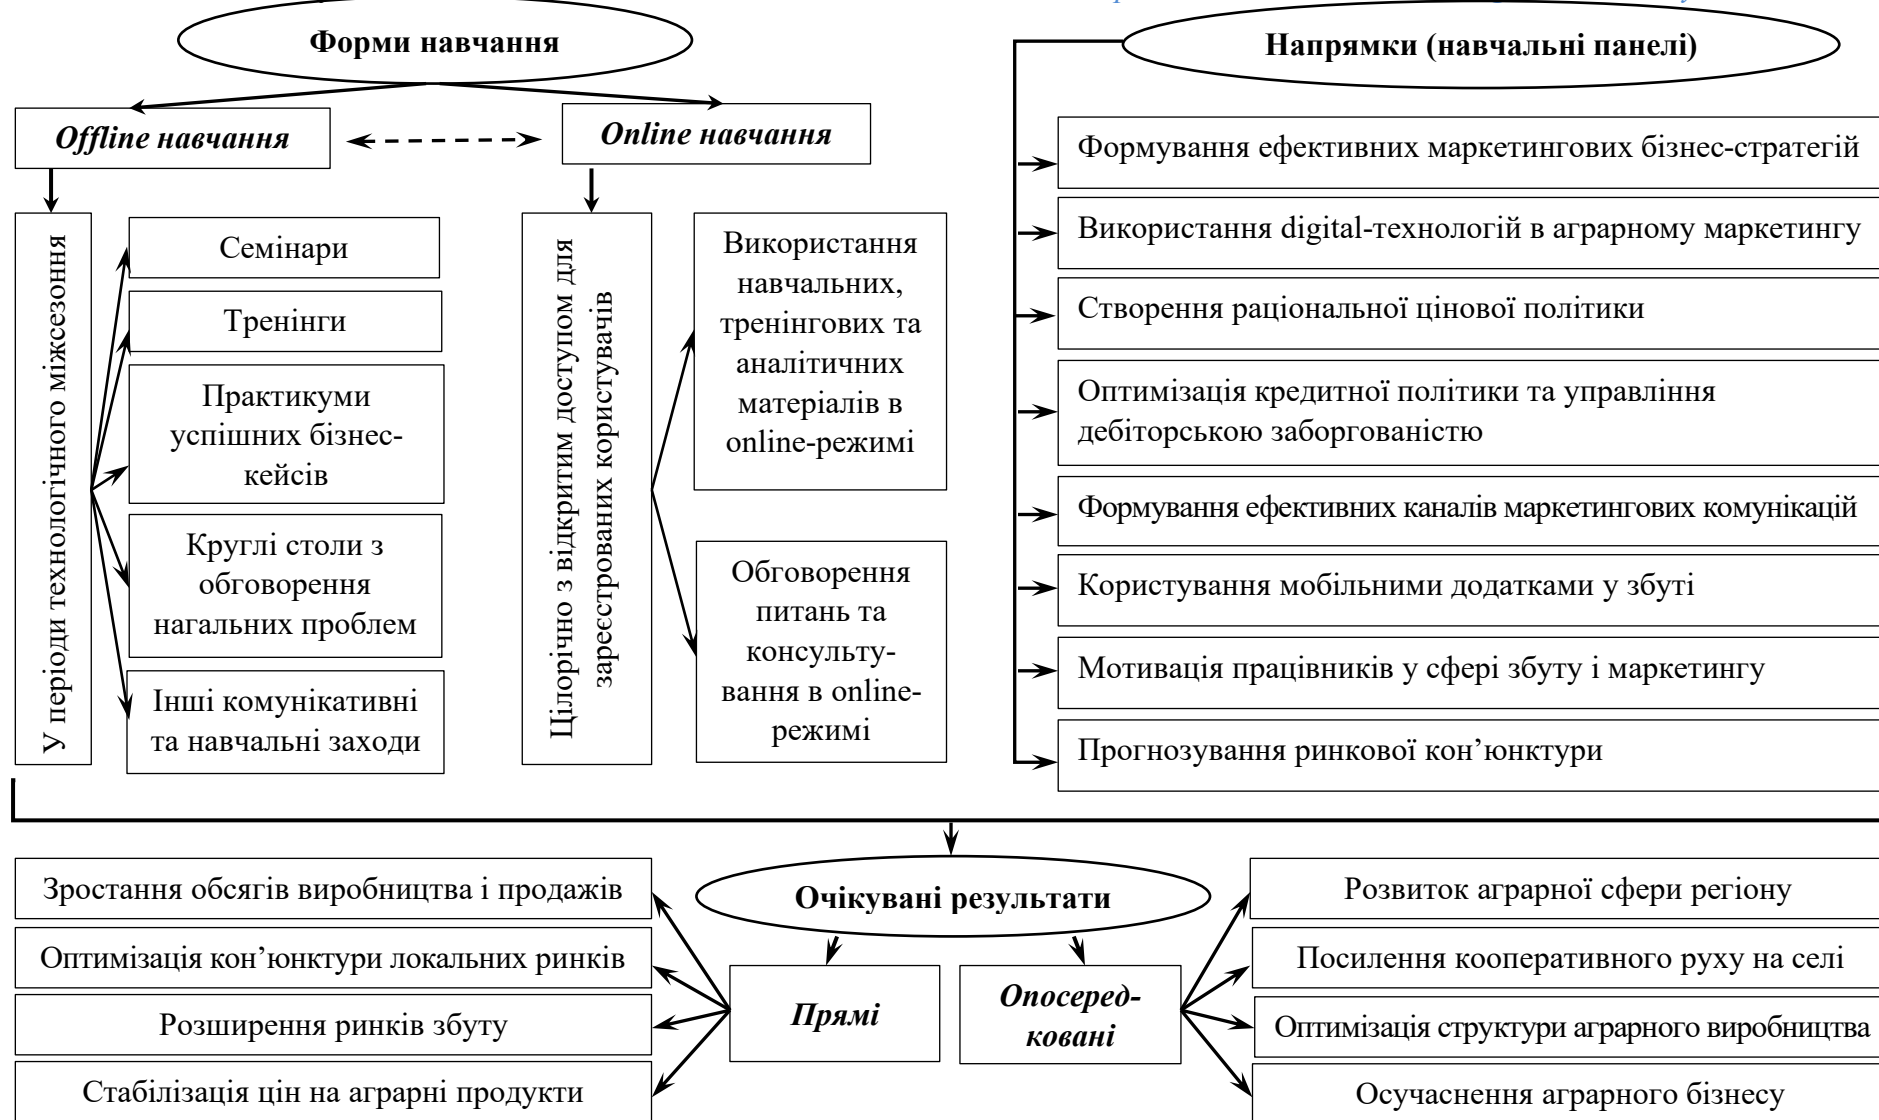 Форми навчання
Offline навчання
Online навчання
У періоди технологічного міжсезоння
Семінари
Тренінги
Практикуми
успішних бізнес-
кейсів
Круглі столи з
обговорення
нагальних проблем
Інші комунікативні
та навчальні заходи
Цілорічно з відкритим доступом для
зареєстрованих користувачів
Використання
навчальних,
тренінгових та
аналітичних
матеріалів в
online-режимі
Обговорення
питань та
консульту-
вання в online-
режимі
Напрямки (навчальні панелі)
Формування ефективних маркетингових бізнес-стратегій
Використання digital-технологій в аграрному маркетингу
Створення раціональної цінової політики
Оптимізація кредитної політики та управління
дебіторською заборгованістю
Формування ефективних каналів маркетингових комунікацій
Користування мобільними додатками у збуті
Мотивація працівників у сфері збуту і маркетингу
Прогнозування ринкової кон’юнктури
Очікувані результати
Прямі
Зростання обсягів виробництва і продажів
Оптимізація кон’юнктури локальних ринків
Розширення ринків збуту
Стабілізація цін на аграрні продукти
Опосеред-
ковані
Розвиток аграрної сфери регіону
Посилення кооперативного руху на селі
Оптимізація структури аграрного виробництва
Осучаснення аграрного бізнесу